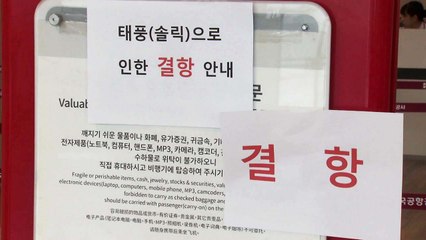 태풍(솔릭)으로
인한 결항 안내
Valuabl
문
깨지기 쉬운 물품이나 화폐, 유가증권, 귀금속, 기
전자제품(노트북, 컴퓨터, 핸드폰, MP3, 카메라, 캠코더,
수하물로 위탁이 불가하오니
직접 휴대하시고 비행기에 탑승하여 주시기
Fragile or perishable items, cash, jewelry, stocks & securities, valu
electronic devices(laptop, computers, mobile phone, MP3, camcorders,
forbidden to carry as checked baggage and
should be carried with passenger(carry-on) on the
결 항